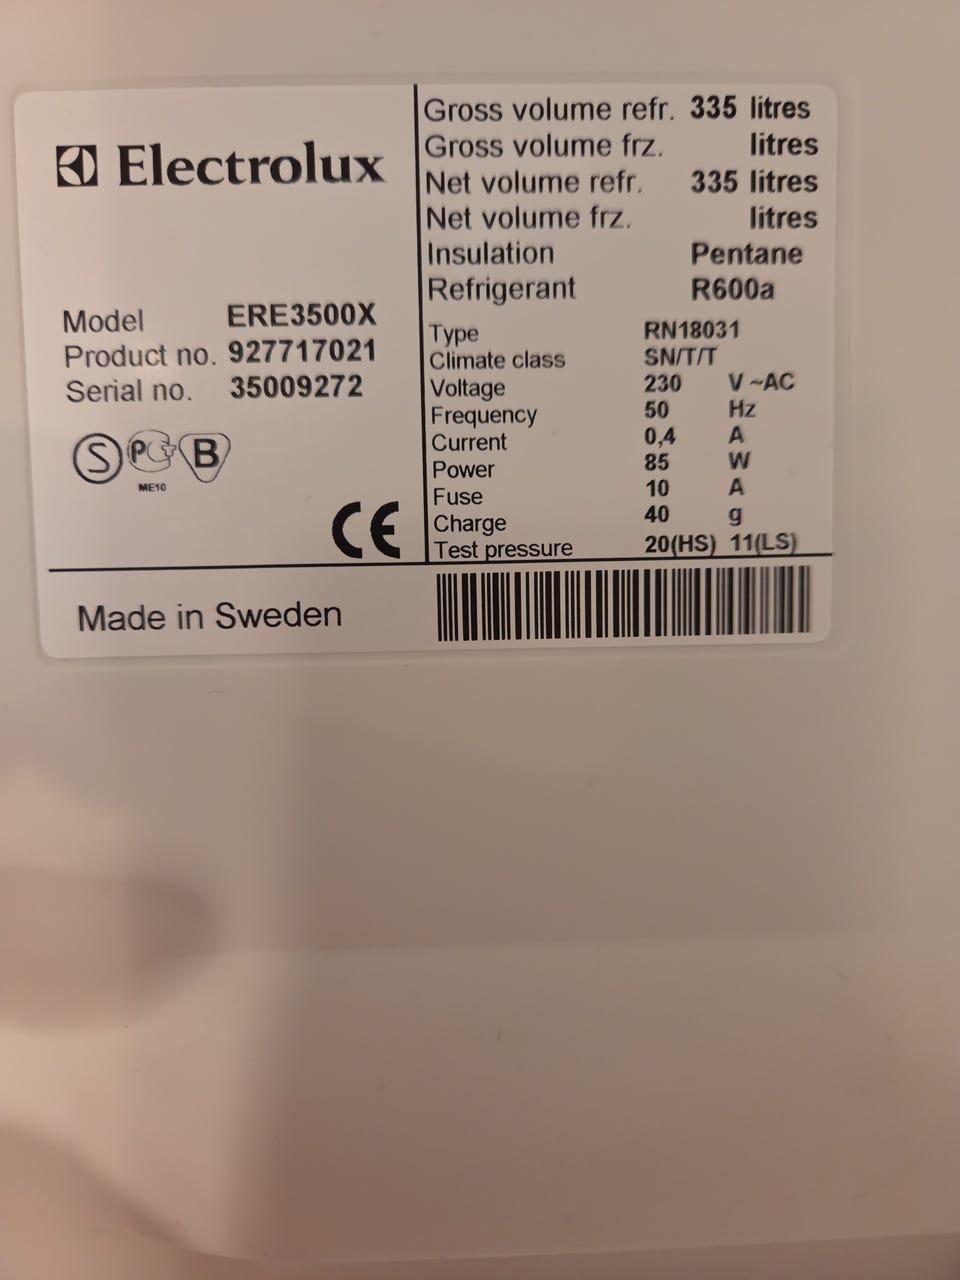 Electrolux
Model ERE3500X
Product no. 927717021
Serial no. 35009272
S PCT B
ME10
CE
Gross volume refr. 335 litres
Gross volume frz. litres
Net volume refr. 335 litres
Net volume frz. litres
Insulation Pentane
Refrigerant R600a
Type RN18031
Climate class SN/T/T
Voltage 230 V ~AC
Frequency 50 Hz
Current 0,4 A
Power 85 W
Fuse 10 A
Charge 40 g
Test pressure 20(HS) 11(LS)
Made in Sweden